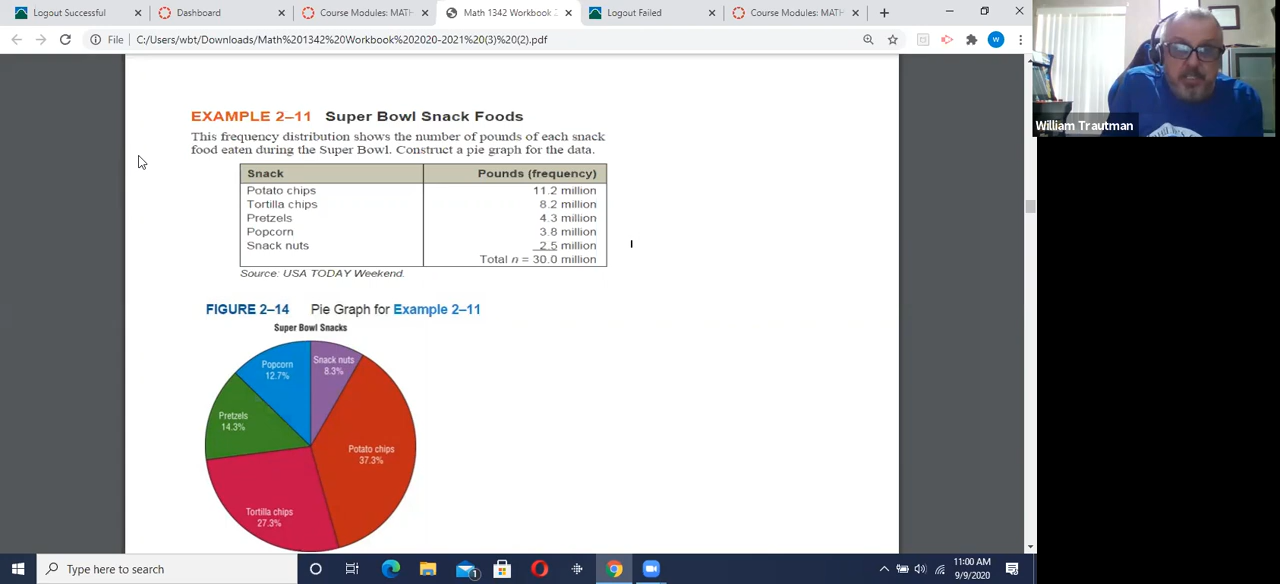 Logout Successful
Dashboard
Course Modules: MATH
Math 1342 Workbook 2
Logout Failed
Course Modules: MATH
File
C:/Users/wbt/Downloads/Math%201342%20Workbook%202020-2021%20(3)%20(2).pdf
W
William Trautman
EXAMPLE 2–11 Super Bowl Snack Foods
This frequency distribution shows the number of pounds of each snack
food eaten during the Super Bowl. Construct a pie graph for the data.
Snack Pounds (frequency)
Potato chips 11.2 million
Tortilla chips 8.2 million
Pretzels 4.3 million
Popcorn 3.8 million
Snack nuts 2.5 million
Total n = 30.0 million
Source: USA TODAY Weekend.
FIGURE 2–14 Pie Graph for Example 2–11
Super Bowl Snacks
Popcorn
12.7%
Snack nuts
8.3%
Pretzels
14.3%
Potato chips
37.3%
Tortilla chips
27.3%
Type here to search
1
11:00 AM
9/9/2020